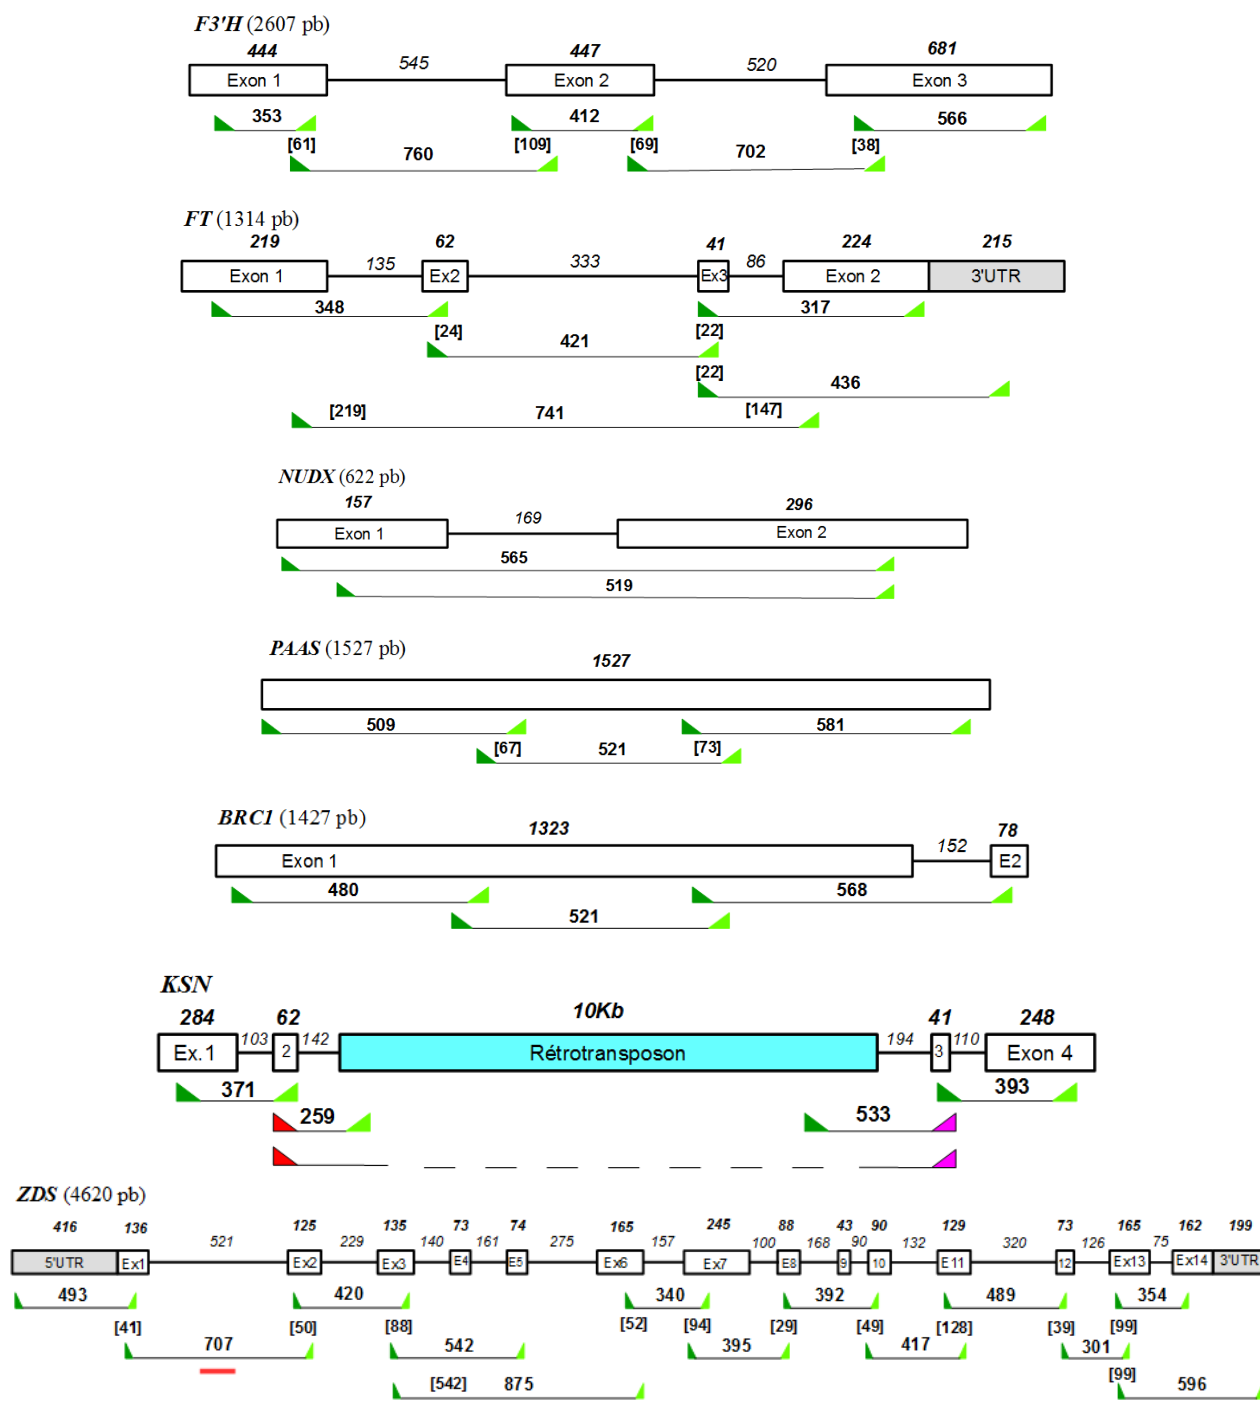 F3'H (2607 pb)
444 545 447 520 681
Exon 1 Exon 2 Exon 3
353 412 566
[61] [109] [69] [38]
760 702
FT (1314 pb)
219 135 62 333 41 86 224 215
Exon 1 Ex2 Ex3 Exon 2 3'UTR
348 317
[24] [22]
421
[22] 436
[219] 741 [147]
NUDX (622 pb)
157 169 296
Exon 1 Exon 2
565
519
PAAS (1527 pb)
1527
509 581
[67] 521 [73]
BRC1 (1427 pb)
1323 152 78
Exon 1 E2
480 568
521
KSN
284 103 62 142 10Kb 194 41 110 248
Ex.1 2 Rétrotransposon 3 Exon 4
371 393
259 533
ZDS (4620 pb)
416 136 125 135 73 74 165 245 88 43 90 129 73 165 162 199
521 229 140 161 275 157 100 168 90 132 320 126 75
5'UTR Ex1 Ex2 Ex3 E4 E5 Ex6 Ex7 E8 9 10 E11 12 Ex13 Ex14 3'UTR
493 420 340 392 489 354
[41] [50] [88] [52] [94] [29] [49] [128] [39] [99]
707 542 395 417 301
[542] 875 [99] 596